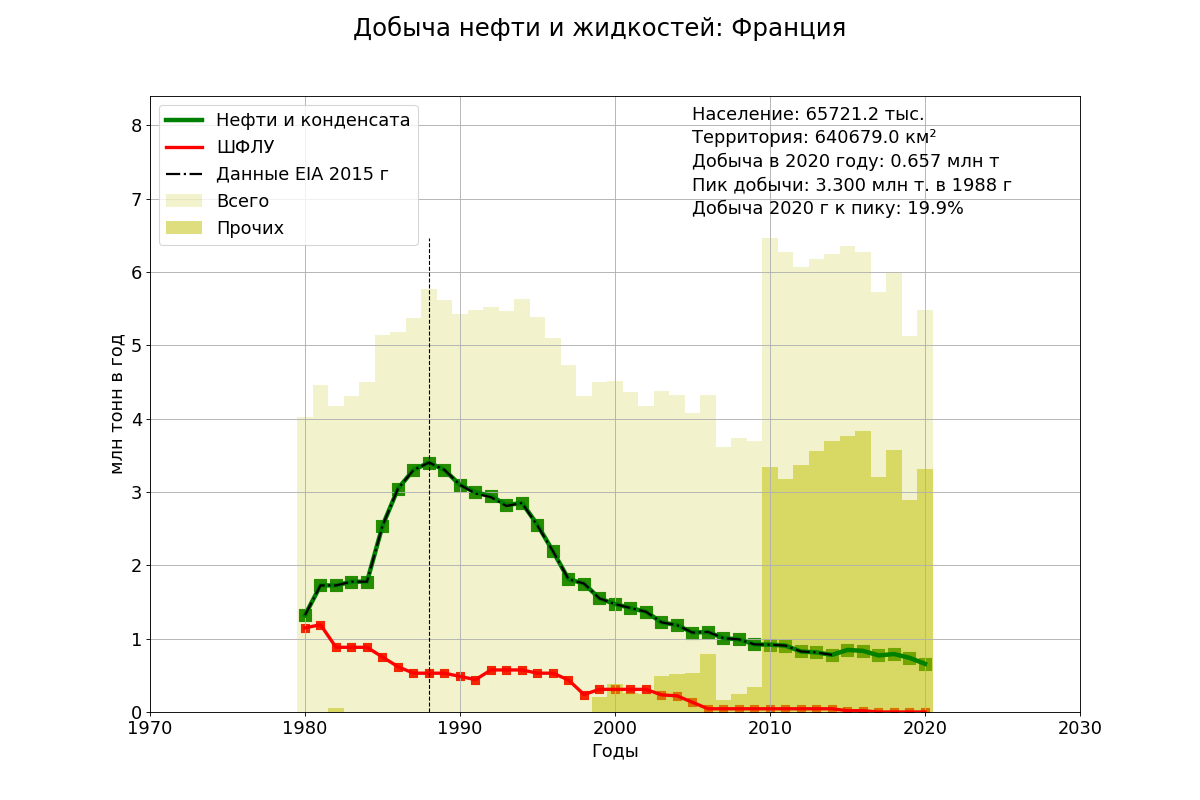 Добыча нефти и жидкостей: Франция
Нефти и конденсата
ШФЛУ
Данные EIA 2015 г
Всего
Прочих
Население: 65721.2 тыс.
Территория: 640679.0 км²
Добыча в 2020 году: 0.657 млн т
Пик добычи: 3.300 млн т. в 1988 г
Добыча 2020 г к пику: 19.9%
млн тонн в год
8
7
6
5
4
3
2
1
0
1970 1980 1990 2000 2010 2020 2030
Годы